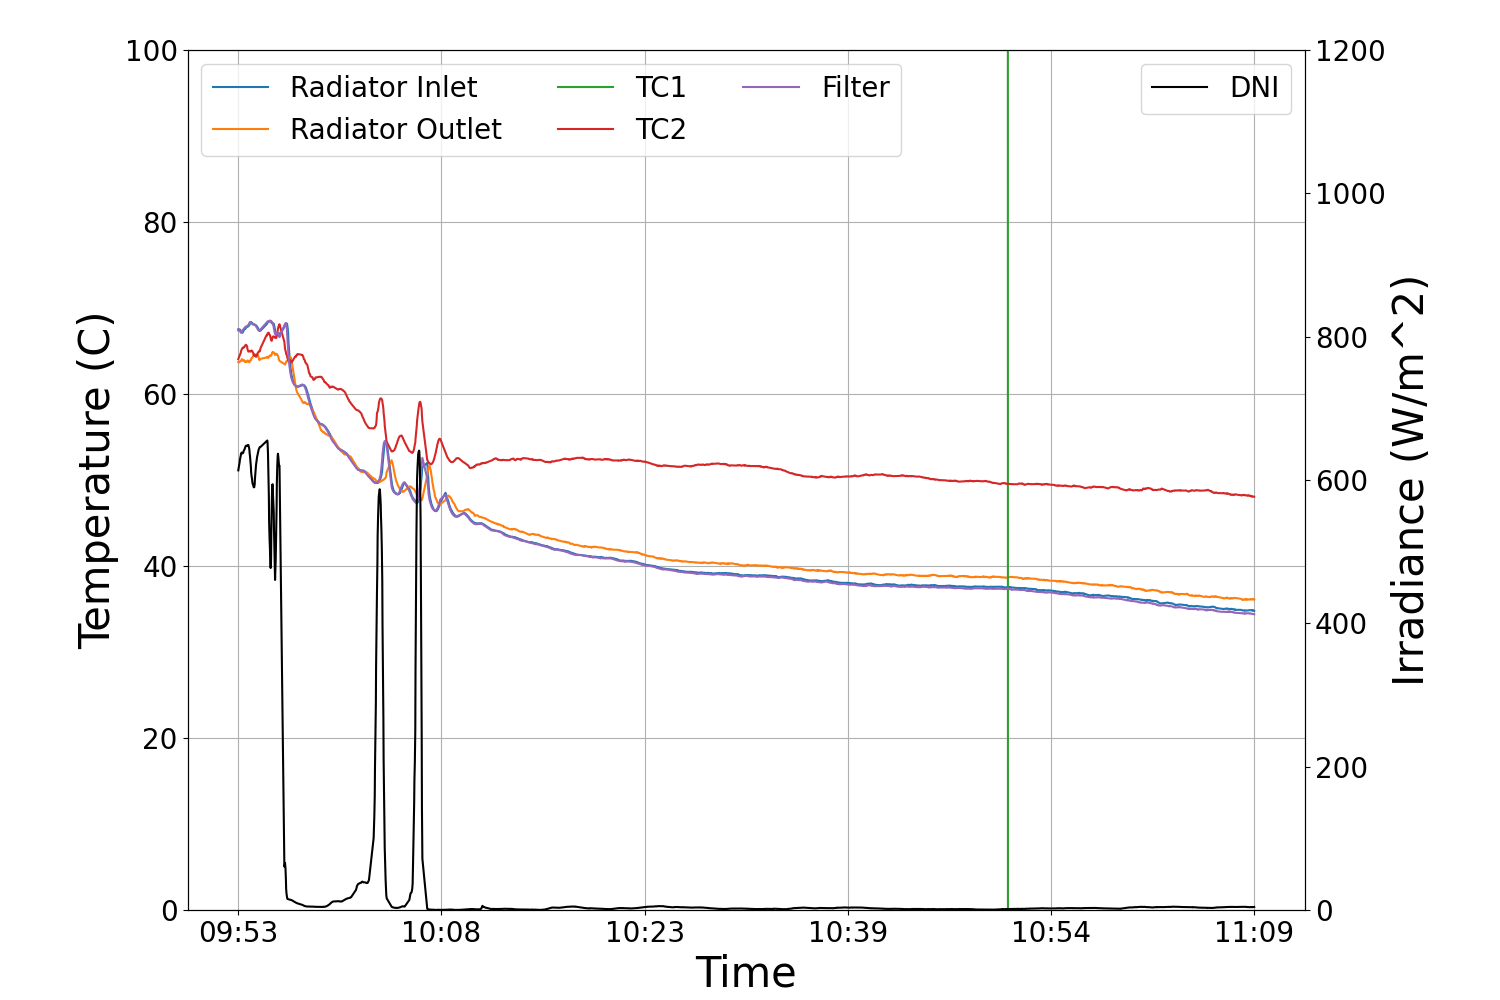 Radiator Inlet
Radiator Outlet
TC1
TC2
Filter
DNI
100
80
60
40
20
0
Temperature (C)
1200
1000
800
600
400
200
0
Irradiance (W/m^2)
09:53 10:08 10:23 10:39 10:54 11:09
Time